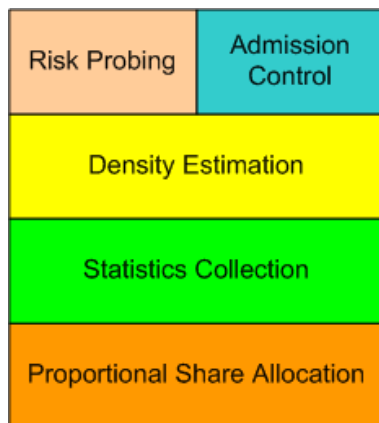 Risk Probing
Admission
Control
Density Estimation
Statistics Collection
Proportional Share Allocation